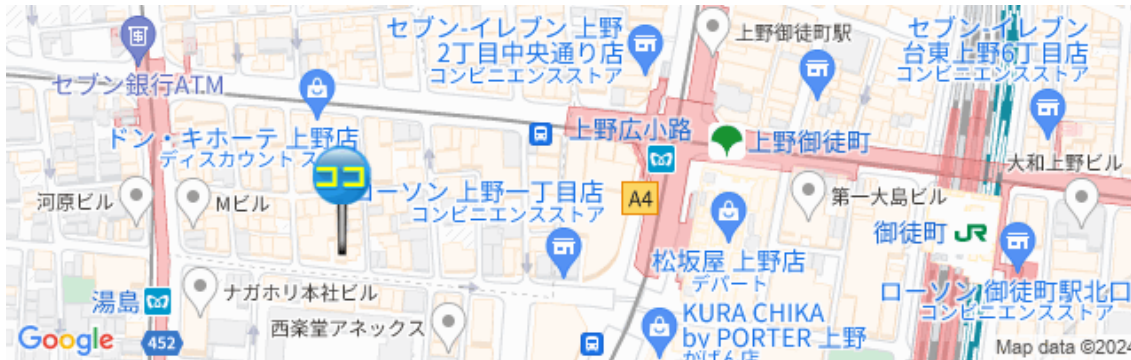 セブン-イレブン 上野
2丁目中央通り店
コンビニエンスストア
上野御徒町駅
セブン-イレブン
台東上野6丁目店
コンビニエンスストア
セブン銀行ATM
ドン・キホーテ 上野店
ディスカウント ス
上野広小路
上野御徒町
大和上野ビル
ココ
河原ビル
Mビル
ローソン 上野一丁目店
コンビニエンスストア
A4
第一大島ビル
御徒町 JR
松坂屋 上野店
デパート
湯島
ナガホリ本社ビル
ローソン 御徒町駅北口
コンビニエンスストア
西楽堂アネックス
KURA CHIKA
by PORTER 上野
かばん店
Google
452
Map data ©2024